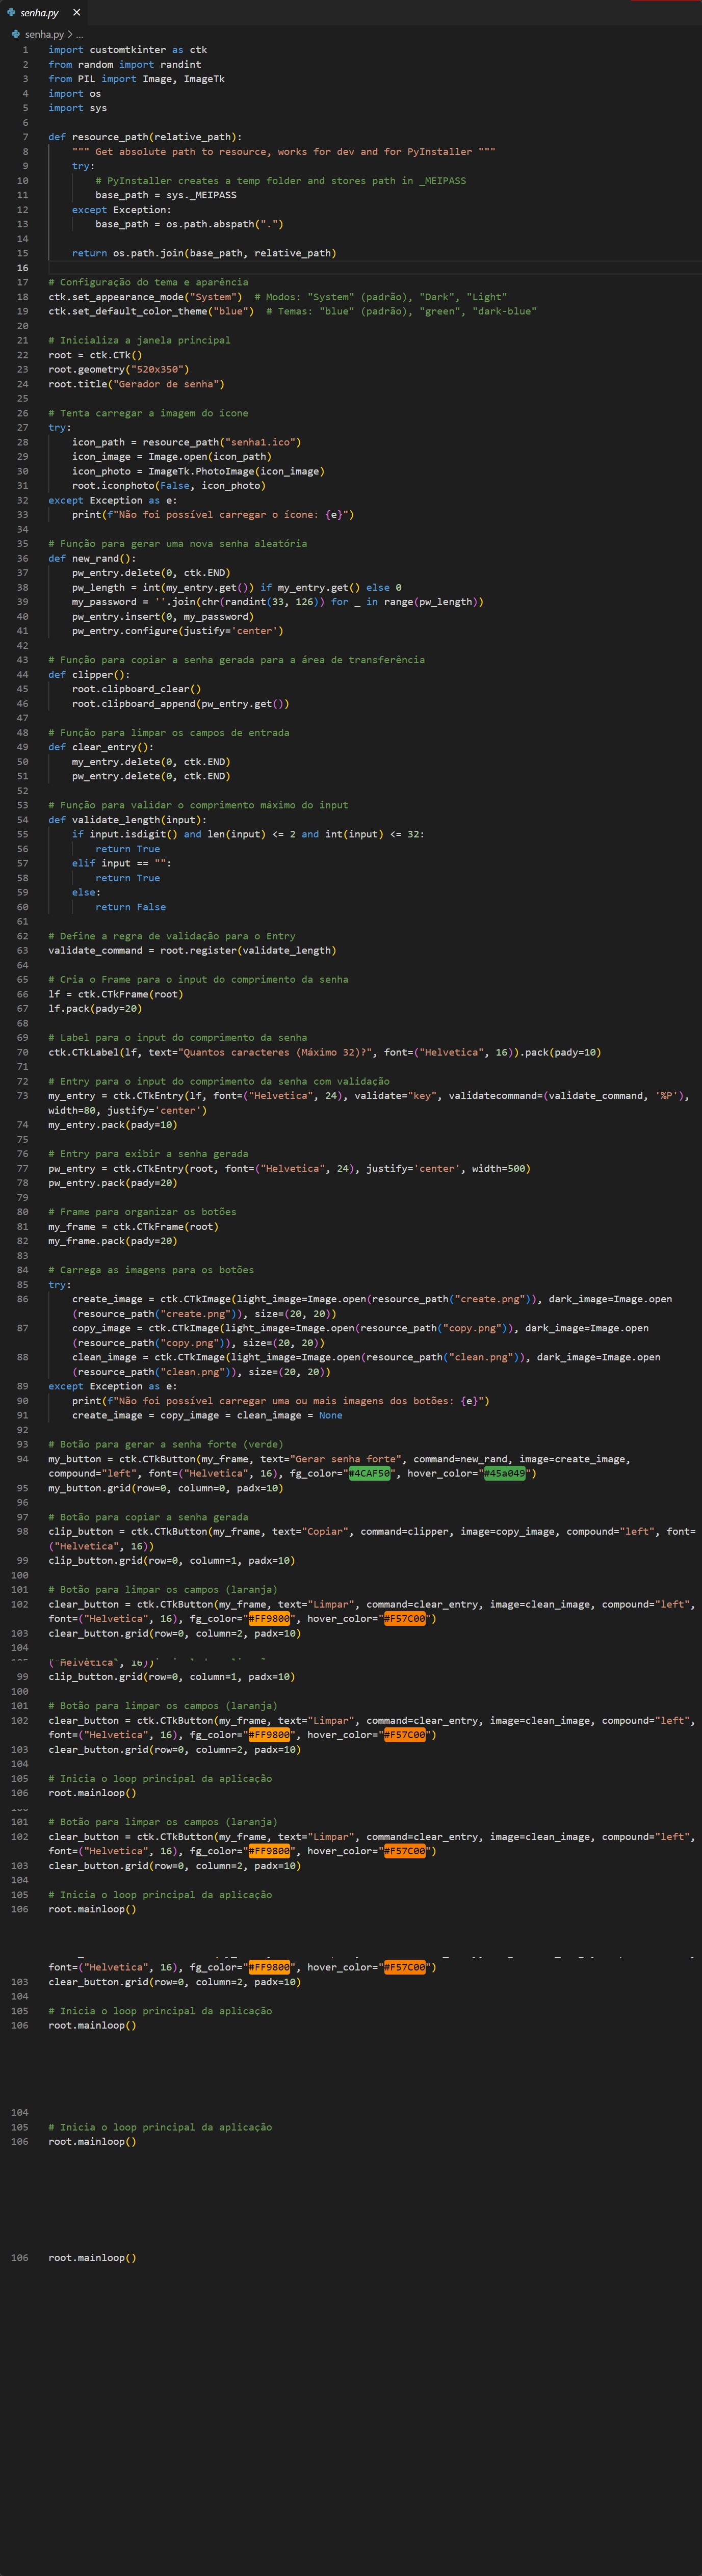 senha.py ×
senha.py > ...
1 import customtkinter as ctk
2 from random import randint
3 from PIL import Image, ImageTk
4 import os
5 import sys
6
7 def resource_path(relative_path):
8     """ Get absolute path to resource, works for dev and for PyInstaller """
9     try:
10         # PyInstaller creates a temp folder and stores path in _MEIPASS
11         base_path = sys._MEIPASS
12     except Exception:
13         base_path = os.path.abspath(".")
14
15     return os.path.join(base_path, relative_path)
16
17 # Configuração do tema e aparência
18 ctk.set_appearance_mode("System")  # Modos: "System" (padrão), "Dark", "Light"
19 ctk.set_default_color_theme("blue")  # Temas: "blue" (padrão), "green", "dark-blue"
20
21 # Inicializa a janela principal
22 root = ctk.CTk()
23 root.geometry("520x350")
24 root.title("Gerador de senha")
25
26 # Tenta carregar a imagem do ícone
27 try:
28     icon_path = resource_path("senha1.ico")
29     icon_image = Image.open(icon_path)
30     icon_photo = ImageTk.PhotoImage(icon_image)
31     root.iconphoto(False, icon_photo)
32 except Exception as e:
33     print(f"Não foi possível carregar o ícone: {e}")
34
35 # Função para gerar uma nova senha aleatória
36 def new_rand():
37     pw_entry.delete(0, ctk.END)
38     pw_length = int(my_entry.get()) if my_entry.get() else 0
39     my_password = ''.join(chr(randint(33, 126)) for _ in range(pw_length))
40     pw_entry.insert(0, my_password)
41     pw_entry.configure(justify='center')
42
43 # Função para copiar a senha gerada para a área de transferência
44 def clipper():
45     root.clipboard_clear()
46     root.clipboard_append(pw_entry.get())
47
48 # Função para limpar os campos de entrada
49 def clear_entry():
50     my_entry.delete(0, ctk.END)
51     pw_entry.delete(0, ctk.END)
52
53 # Função para validar o comprimento máximo do input
54 def validate_length(input):
55     if input.isdigit() and len(input) <= 2 and int(input) <= 32:
56         return True
57     elif input == "":
58         return True
59     else:
60         return False
61
62 # Define a regra de validação para o Entry
63 validate_command = root.register(validate_length)
64
65 # Cria o Frame para o input do comprimento da senha
66 lf = ctk.CTkFrame(root)
67 lf.pack(pady=20)
68
69 # Label para o input do comprimento da senha
70 ctk.CTkLabel(lf, text="Quantos caracteres (Máximo 32)?", font=("Helvetica", 16)).pack(pady=10)
71
72 # Entry para o input do comprimento da senha com validação
73 my_entry = ctk.CTkEntry(lf, font=("Helvetica", 24), validate="key", validatecommand=(validate_command, '%P'),
width=80, justify='center')
74 my_entry.pack(pady=10)
75
76 # Entry para exibir a senha gerada
77 pw_entry = ctk.CTkEntry(root, font=("Helvetica", 24), justify='center', width=500)
78 pw_entry.pack(pady=20)
79
80 # Frame para organizar os botões
81 my_frame = ctk.CTkFrame(root)
82 my_frame.pack(pady=20)
83
84 # Carrega as imagens para os botões
85 try:
86     create_image = ctk.CTkImage(light_image=Image.open(resource_path("create.png")), dark_image=Image.open
(resource_path("create.png")), size=(20, 20))
87     copy_image = ctk.CTkImage(light_image=Image.open(resource_path("copy.png")), dark_image=Image.open
(resource_path("copy.png")), size=(20, 20))
88     clean_image = ctk.CTkImage(light_image=Image.open(resource_path("clean.png")), dark_image=Image.open
(resource_path("clean.png")), size=(20, 20))
89 except Exception as e:
90     print(f"Não foi possível carregar uma ou mais imagens dos botões: {e}")
91     create_image = copy_image = clean_image = None
92
93 # Botão para gerar a senha forte (verde)
94 my_button = ctk.CTkButton(my_frame, text="Gerar senha forte", command=new_rand, image=create_image,
compound="left", font=("Helvetica", 16), fg_color="#4CAF50", hover_color="#45a049")
95 my_button.grid(row=0, column=0, padx=10)
96
97 # Botão para copiar a senha gerada
98 clip_button = ctk.CTkButton(my_frame, text="Copiar", command=clipper, image=copy_image, compound="left", font=
("Helvetica", 16))
99 clip_button.grid(row=0, column=1, padx=10)
100
101 # Botão para limpar os campos (laranja)
102 clear_button = ctk.CTkButton(my_frame, text="Limpar", command=clear_entry, image=clean_image, compound="left",
font=("Helvetica", 16), fg_color="#FF9800", hover_color="#F57C00")
103 clear_button.grid(row=0, column=2, padx=10)
104
("Helvetica", 16))
99 clip_button.grid(row=0, column=1, padx=10)
100
101 # Botão para limpar os campos (laranja)
102 clear_button = ctk.CTkButton(my_frame, text="Limpar", command=clear_entry, image=clean_image, compound="left",
font=("Helvetica", 16), fg_color="#FF9800", hover_color="#F57C00")
103 clear_button.grid(row=0, column=2, padx=10)
104
105 # Inicia o loop principal da aplicação
106 root.mainloop()
101 # Botão para limpar os campos (laranja)
102 clear_button = ctk.CTkButton(my_frame, text="Limpar", command=clear_entry, image=clean_image, compound="left",
font=("Helvetica", 16), fg_color="#FF9800", hover_color="#F57C00")
103 clear_button.grid(row=0, column=2, padx=10)
104
105 # Inicia o loop principal da aplicação
106 root.mainloop()
font=("Helvetica", 16), fg_color="#FF9800", hover_color="#F57C00")
103 clear_button.grid(row=0, column=2, padx=10)
104
105 # Inicia o loop principal da aplicação
106 root.mainloop()
104
105 # Inicia o loop principal da aplicação
106 root.mainloop()
106 root.mainloop()